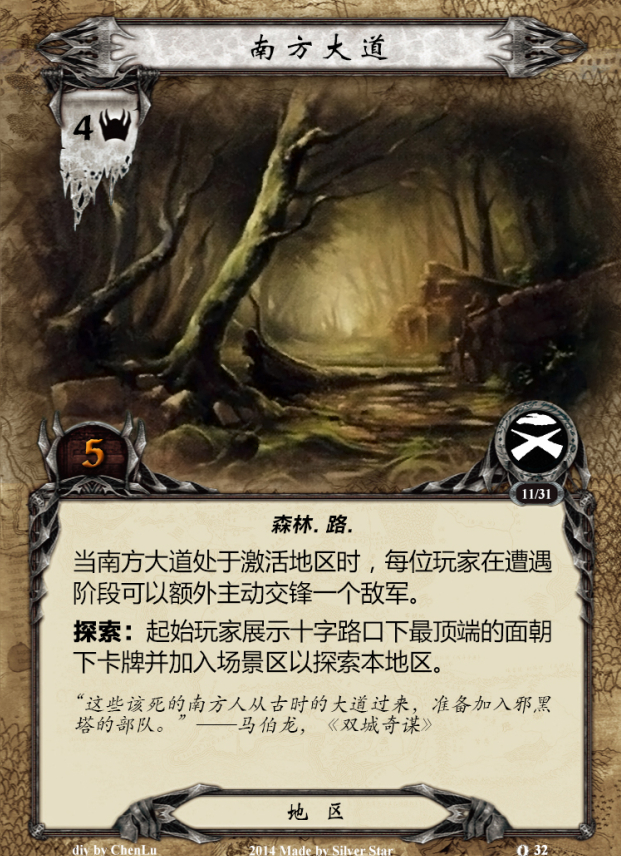 南方大道
4
5
11/31
森林. 路.
当南方大道处于激活地区时，每位玩家在遭遇
阶段可以额外主动交锋一个敌军。
探索：起始玩家展示十字路口下最顶端的面朝
下卡牌并加入场景区以探索本地区。
“这些该死的南方人从古时的大道过来，准备加入邪黑
塔的部队。”——马伯龙，《双城奇谋》
地 区
diy by ChenLu
2014 Made by Silver Star
32